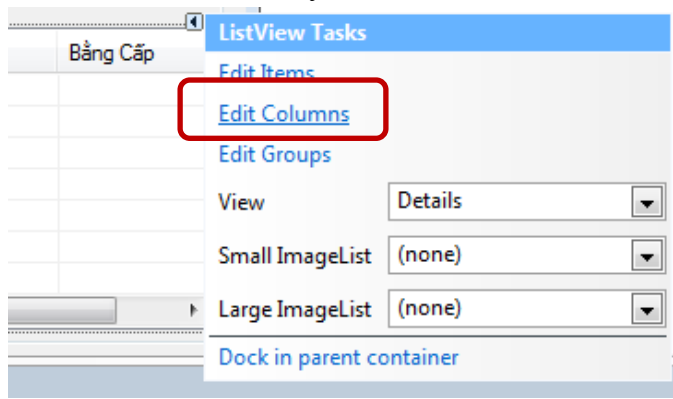 Bằng Cấp
ListView Tasks
Edit Items
Edit Columns
Edit Groups
View Details
Small ImageList (none)
Large ImageList (none)
Dock in parent container